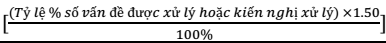 [(Tỷ lệ % số vấn đề được xử lý hoặc kiến nghị xử lý) ×1.50]
100%